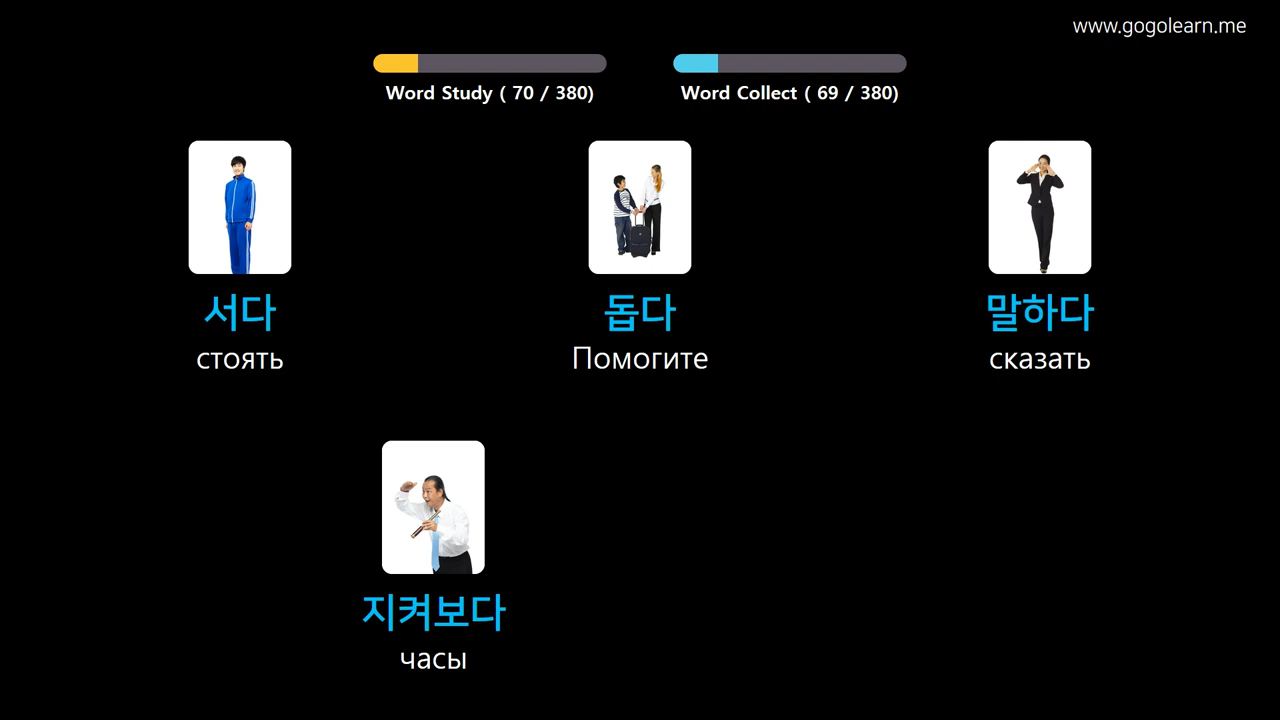 www.gogolearn.me
Word Study ( 70 / 380)
Word Collect ( 69 / 380)
서다
стоять
돕다
Помогите
말하다
сказать
지켜보다
часы